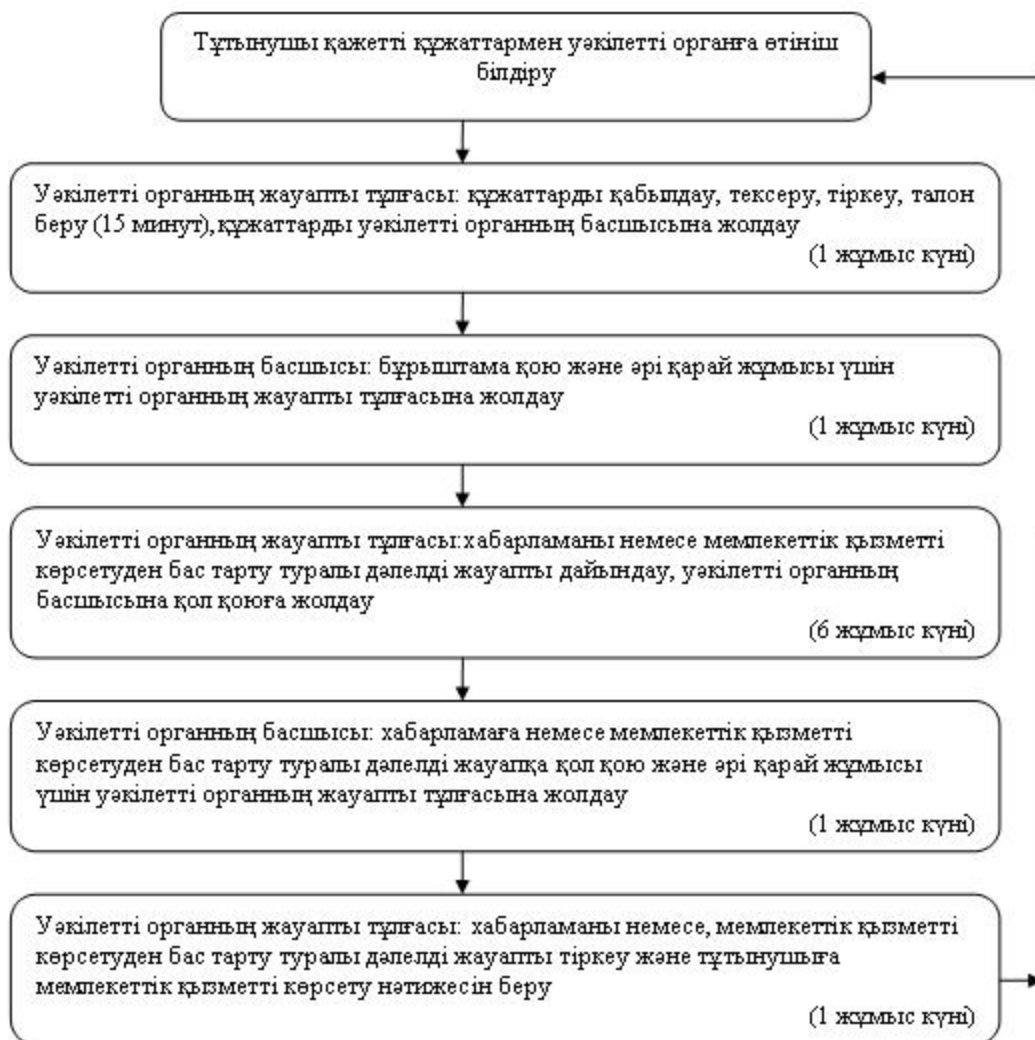 Тұтынушы қажетті құжаттармен уәкілетті органға өтініш
білдіру
Уәкілетті органның жауапты тұлғасы: құжаттарды қабылдау, тексеру, тіркеу, талон
беру (15 минут),құжаттарды уәкілетті органның басшысына жолдау
(1 жұмыс күні)
Уәкілетті органның басшысы: бұрыштама қою және әрі қарай жұмысы үшін
уәкілетті органның жауапты тұлғасына жолдау
(1 жұмыс күні)
Уәкілетті органның жауапты тұлғасы:хабарламаны немесе мемлекеттік қызметті
көрсетуден бас тарту туралы дәлелді жауапты дайындау, уәкілетті органның
басшысына қол қоюға жолдау
(6 жұмыс күні)
Уәкілетті органның басшысы: хабарламаға немесе мемлекеттік қызметті
көрсетуден бас тарту туралы дәлелді жауапқа қол қою және әрі қарай жұмысы
үшін уәкілетті органның жауапты тұлғасына жолдау
(1 жұмыс күні)
Уәкілетті органның жауапты тұлғасы: хабарламаны немесе, мемлекеттік қызметті
көрсетуден бас тарту туралы дәлелді жауапты тіркеу және тұтынушыға
мемлекеттік қызметті көрсету нәтижесін беру
(1 жұмыс күні)